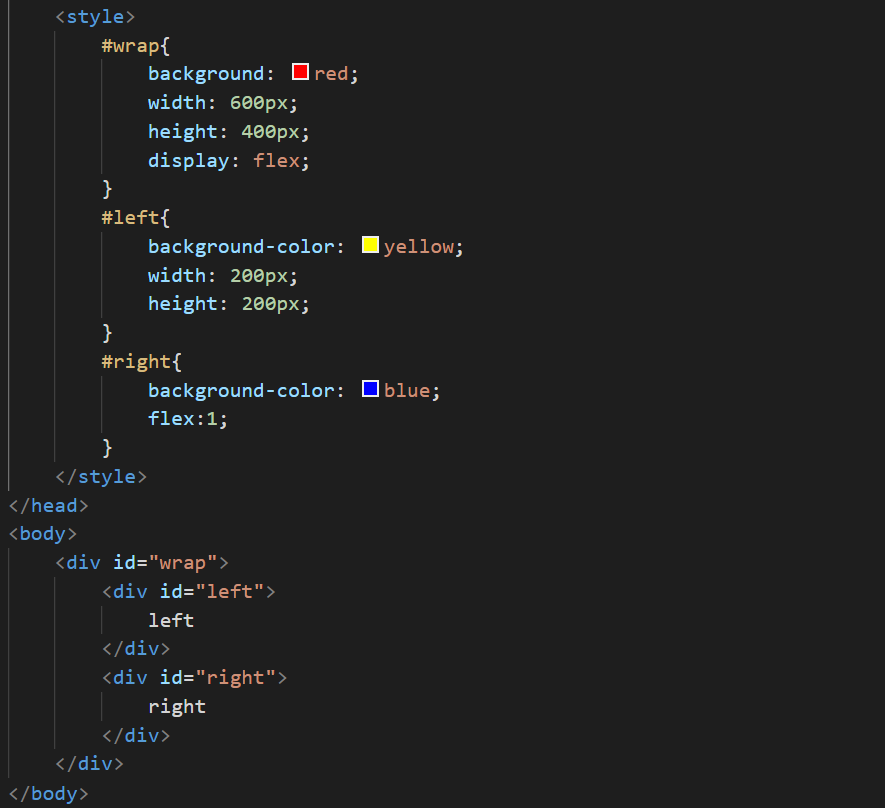 <style>
#wrap{
background: red;
width: 600px;
height: 400px;
display: flex;
}
#left{
background-color: yellow;
width: 200px;
height: 200px;
}
#right{
background-color: blue;
flex:1;
}
</style>
</head>
<body>
<div id="wrap">
<div id="left">
left
</div>
<div id="right">
right
</div>
</div>
</body>